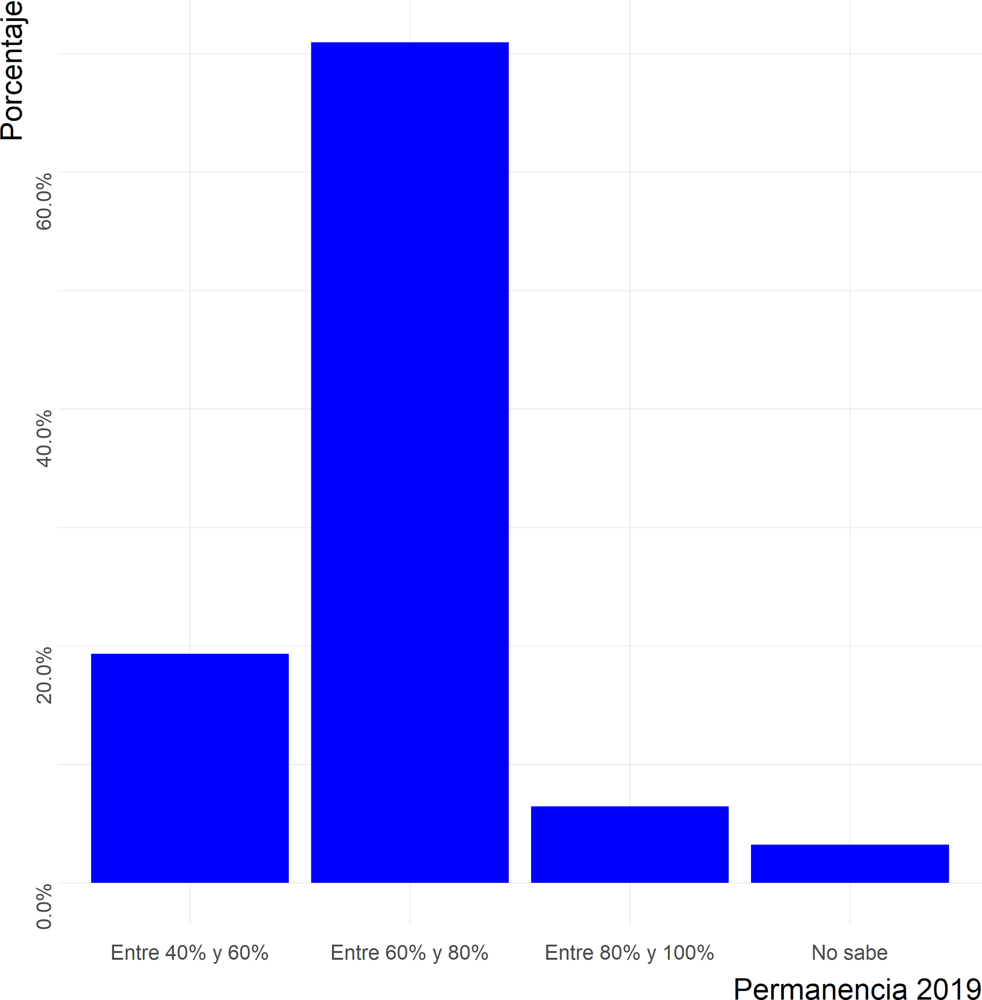 Porcentaje
60.0%
40.0%
20.0%
0.0%
Entre 40% y 60%
Entre 60% y 80%
Entre 80% y 100%
No sabe
Permanencia 2019